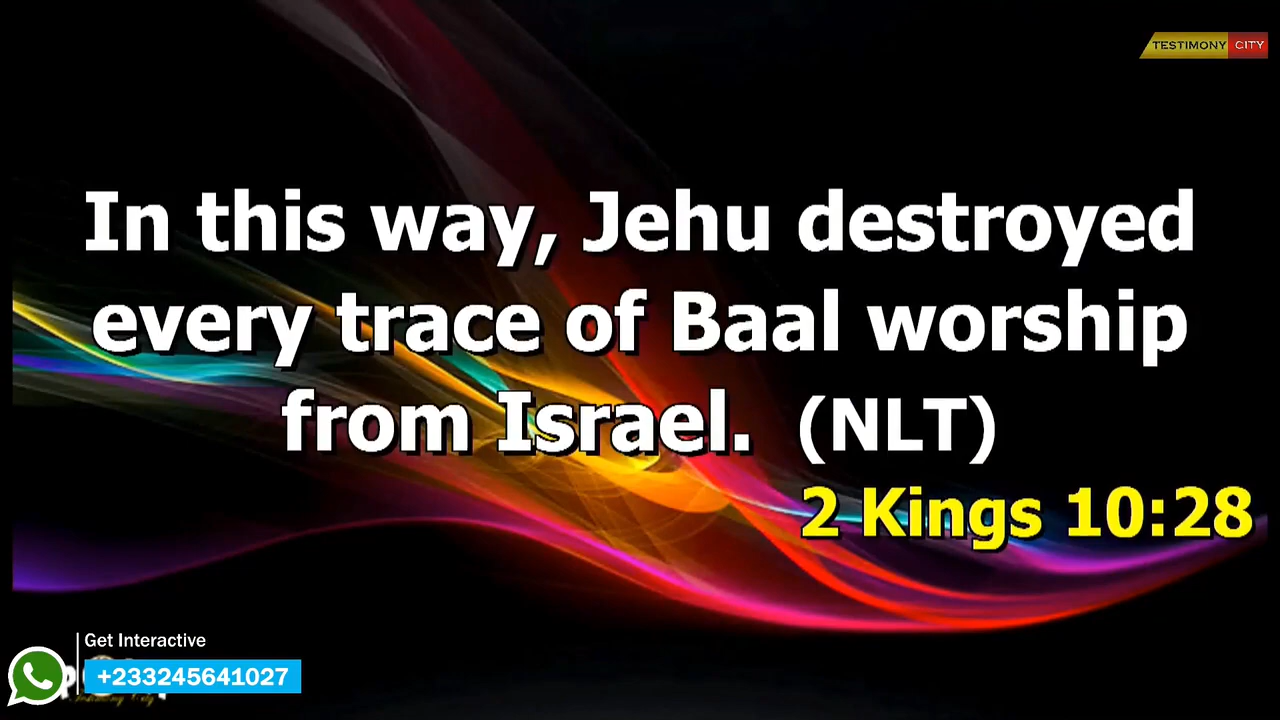 TESTIMONY CITY
In this way, Jehu destroyed
every trace of Baal worship
from Israel. (NLT)
2 Kings 10:28
Get Interactive
+233245641027